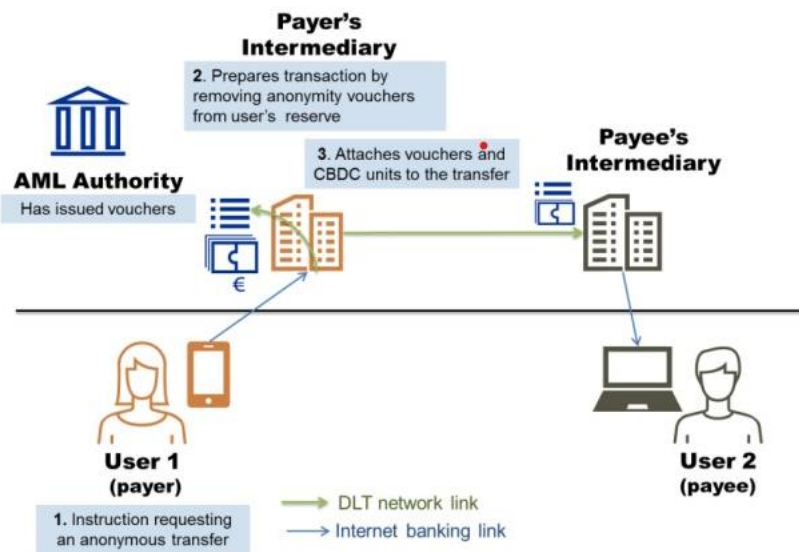 Payer's
Intermediary
2. Prepares transaction by
removing anonymity vouchers
from user's reserve
3. Attaches vouchers and
CBDC units to the transfer
Payee's
Intermediary
AML Authority
Has issued vouchers
€
User 1
(payer)
1. Instruction requesting
an anonymous transfer
User 2
(payee)
DLT network link
Internet banking link